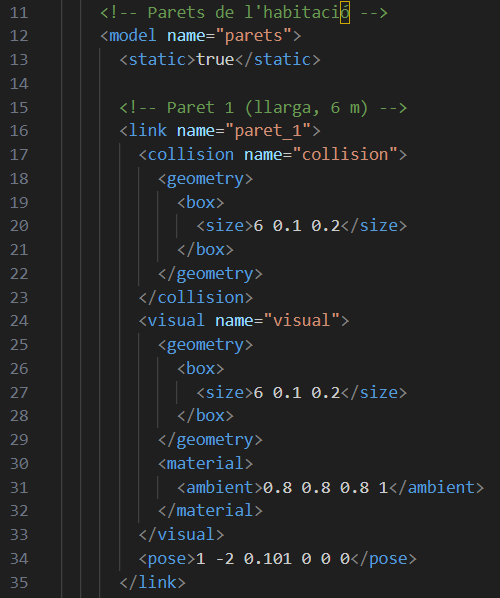 11 <!-- Parets de l'habitació -->
12 <model name="parets">
13 <static>true</static>
14
15 <!-- Paret 1 (llarga, 6 m) -->
16 <link name="paret_1">
17 <collision name="collision">
18 <geometry>
19 <box>
20 <size>6 0.1 0.2</size>
21 </box>
22 </geometry>
23 </collision>
24 <visual name="visual">
25 <geometry>
26 <box>
27 <size>6 0.1 0.2</size>
28 </box>
29 </geometry>
30 <material>
31 <ambient>0.8 0.8 0.8 1</ambient>
32 </material>
33 </visual>
34 <pose>1 -2 0.101 0 0 0</pose>
35 </link>